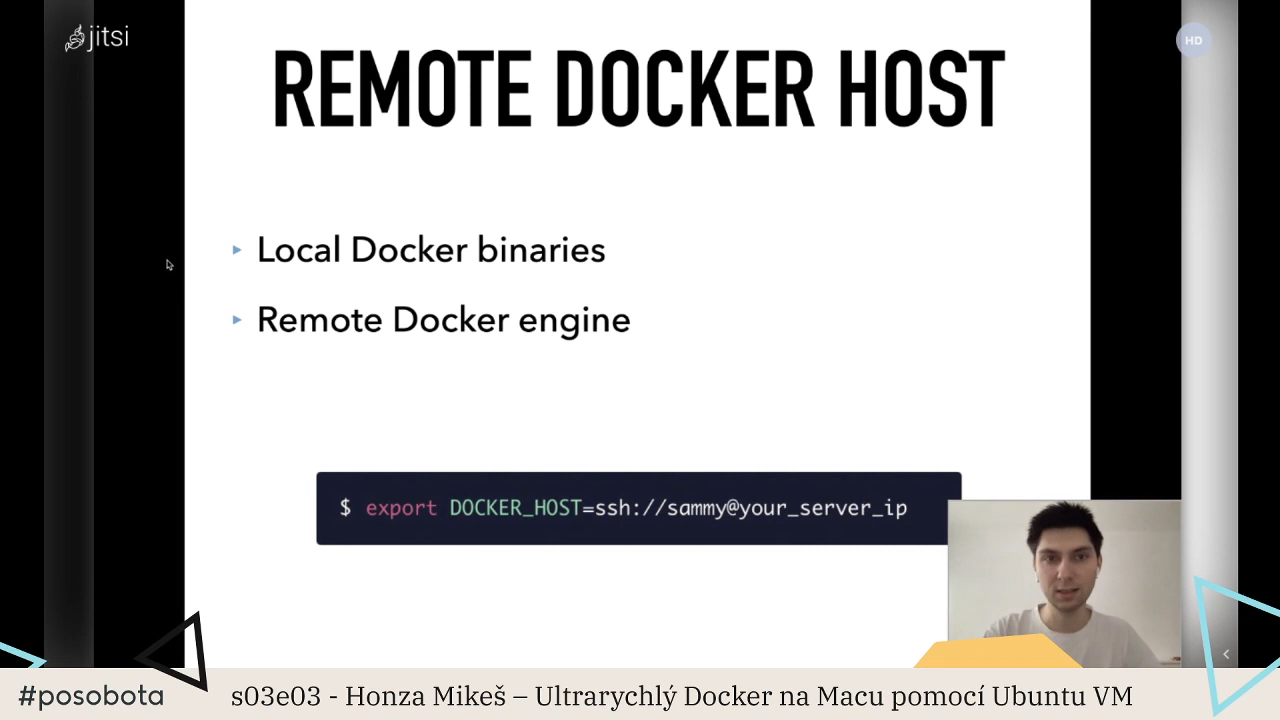 jitsi
HD
REMOTE DOCKER HOST
Local Docker binaries
Remote Docker engine
$ export DOCKER_HOST=ssh://sammy@your_server_ip
#posobota
s03e03 - Honza Mikeš – Ultrarychlý Docker na Macu pomocí Ubuntu VM